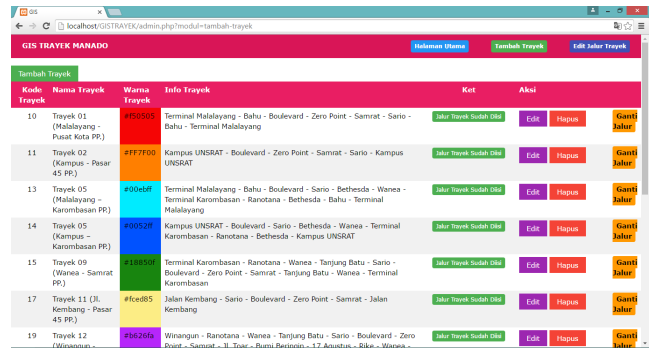 GIS
localhost/GISTRAYEK/admin.php?modul=tambah-trayek
GIS TRAYEK MANADO
Halaman Utama
Tambah Trayek
Edit Jalur Trayek
Tambah Trayek
Kode Trayek
Nama Trayek
Warna Trayek
Info Trayek
Ket
Aksi
10
Trayek 01
(Malalayang -
Pusat Kota PP.)
#f50505
Terminal Malalayang - Bahu - Boulevard - Zero Point - Samrat - Sario -
Bahu - Terminal Malalayang
Jalur Trayek Sudah Diisi
Edit
Hapus
Ganti
Jalur
11
Trayek 02
(Kampus - Pasar
45 PP.)
#FF7F00
Kampus UNSRAT - Boulevard - Zero Point - Samrat - Sario - Kampus
UNSRAT
Jalur Trayek Sudah Diisi
Edit
Hapus
Ganti
Jalur
13
Trayek 05
(Malalayang –
Karombasan PP.)
#00ebff
Terminal Malalayang - Bahu - Boulevard - Sario - Bethesda - Wanea -
Terminal Karombasan - Ranotana - Bethesda - Bahu - Terminal
Malalayang
Jalur Trayek Sudah Diisi
Edit
Hapus
Ganti
Jalur
14
Trayek 05
(Kampus –
Karombasan PP.)
#0052ff
Kampus UNSRAT - Boulevard - Sario - Bethesda - Wanea - Terminal
Karombasan - Ranotana - Bethesda - Kampus UNSRAT
Jalur Trayek Sudah Diisi
Edit
Hapus
Ganti
Jalur
15
Trayek 09
(Wanea - Samrat
PP.)
#18850f
Terminal Karombasan - Ranotana - Wanea - Tanjung Batu - Sario -
Boulevard - Zero Point - Samrat - Tanjung Batu - Wanea - Terminal
Karombasan
Jalur Trayek Sudah Diisi
Edit
Hapus
Ganti
Jalur
17
Trayek 11 (Jl.
Kembang - Pasar
45 PP.)
#fced85
Jalan Kembang - Sario - Boulevard - Zero Point - Samrat - Jalan
Kembang
Jalur Trayek Sudah Diisi
Edit
Hapus
Ganti
Jalur
19
Trayek 12
(Winangun -
#b626fa
Winangun - Ranotana - Wanea - Tanjung Batu - Sario - Boulevard - Zero
Point - Samrat - Jl. Toar - Bumi Beringin - 17 Agustus - Rike - Wanea -
Jalur Trayek Sudah Diisi
Edit
Hapus
Ganti
Jalur